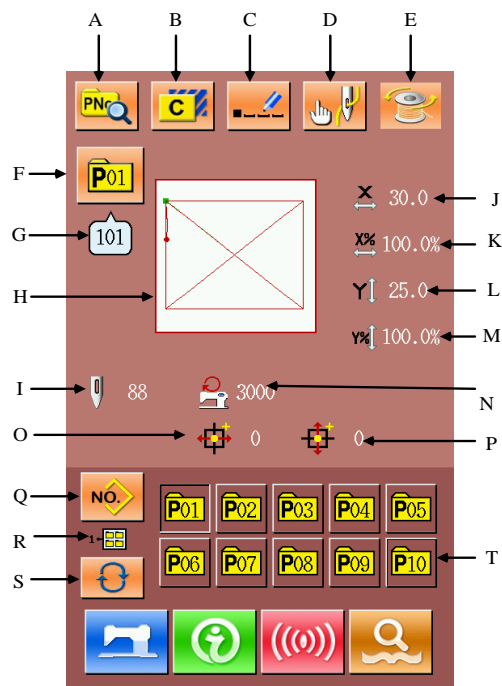 A B C D E
PNo. C
F P01 X 30.0 J
G 101 X% 100.0% K
H Y 25.0 L
Y% 100.0% M
I 88 3000 N
O 0 0 P
Q NO. P01 P02 P03 P04 P05
R 1
S P06 P07 P08 P09 P10 T